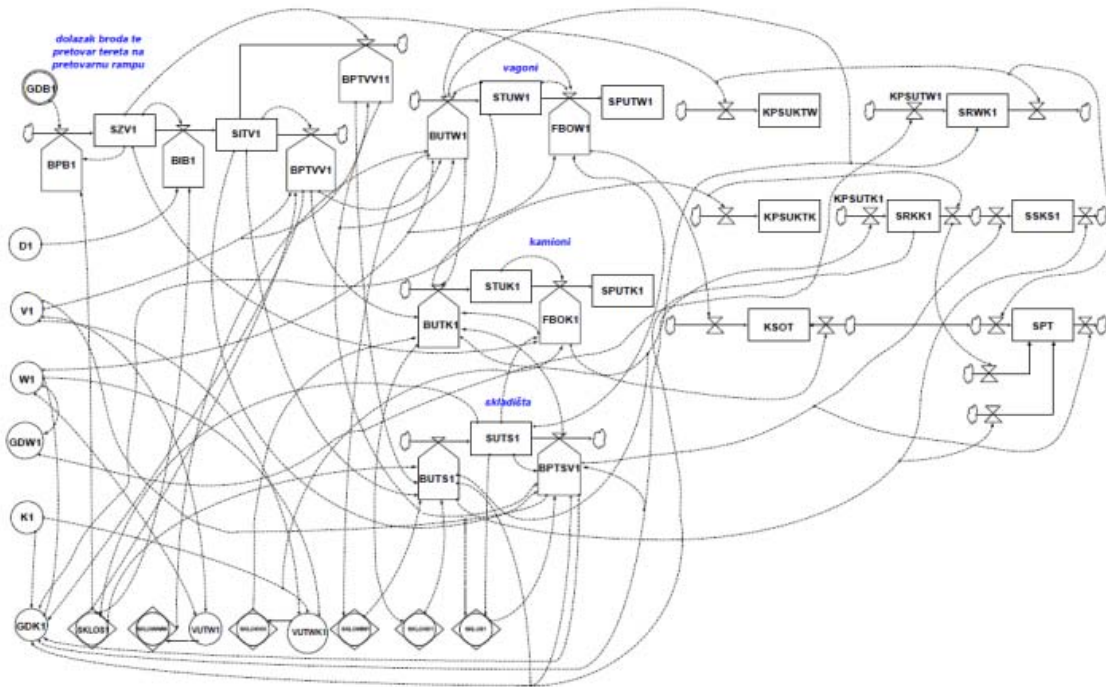 dolazak broda te
pretovar tereta na
pretovarnu rampu
GDB1
SZV1
BPB1
BIB1
SITV1
BPTVV1
BPTVV11
vagoni
STUW1
SPUTW1
BUTW1
FBOW1
KPSUKTW
KPSUTW1
SRWK1
D1
KPSUKTK
KPSUTK1
SRKK1
SSKS1
kamioni
STUK1
SPUTK1
BUTK1
FBOK1
V1
KSOT
SPT
W1
GDW1
skladišta
SUTS1
BUTS1
BPTSV1
K1
GDK1
SKLOS1
VUTW1
VUTWK1